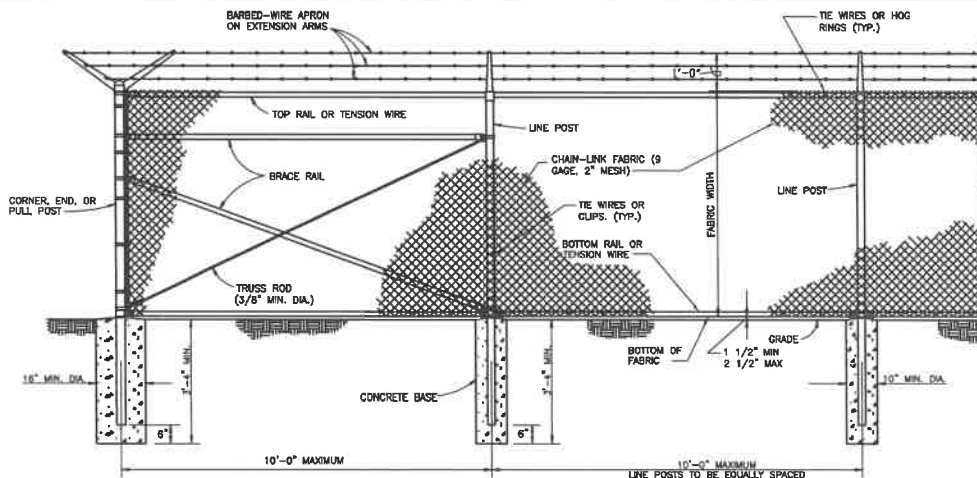 BARBED-WIRE APRON
ON EXTENSION ARMS
TIE WIRES OR HOG
RINGS (TYP.)
1'-0"
TOP RAIL OR TENSION WIRE
LINE POST
BRACE RAIL
CHAIN-LINK FABRIC (9
GAGE, 2" MESH)
FABRIC WIDTH
LINE POST
CORNER, END, OR
PULL POST
TIE WIRES OR
CLIPS. (TYP.)
BOTTOM RAIL OR
TENSION WIRE
TRUSS ROD
(3/8" MIN. DIA.)
GRADE
BOTTOM OF
FABRIC
1 1/2" MIN
2 1/2" MAX
16" MIN. DIA.
3'-4" MIN.
3'-4" MIN.
10" MIN. DIA.
CONCRETE BASE
6"
6"
10'-0" MAXIMUM
10'-0" MAXIMUM
LINE POSTS TO BE EQUALLY SPACED